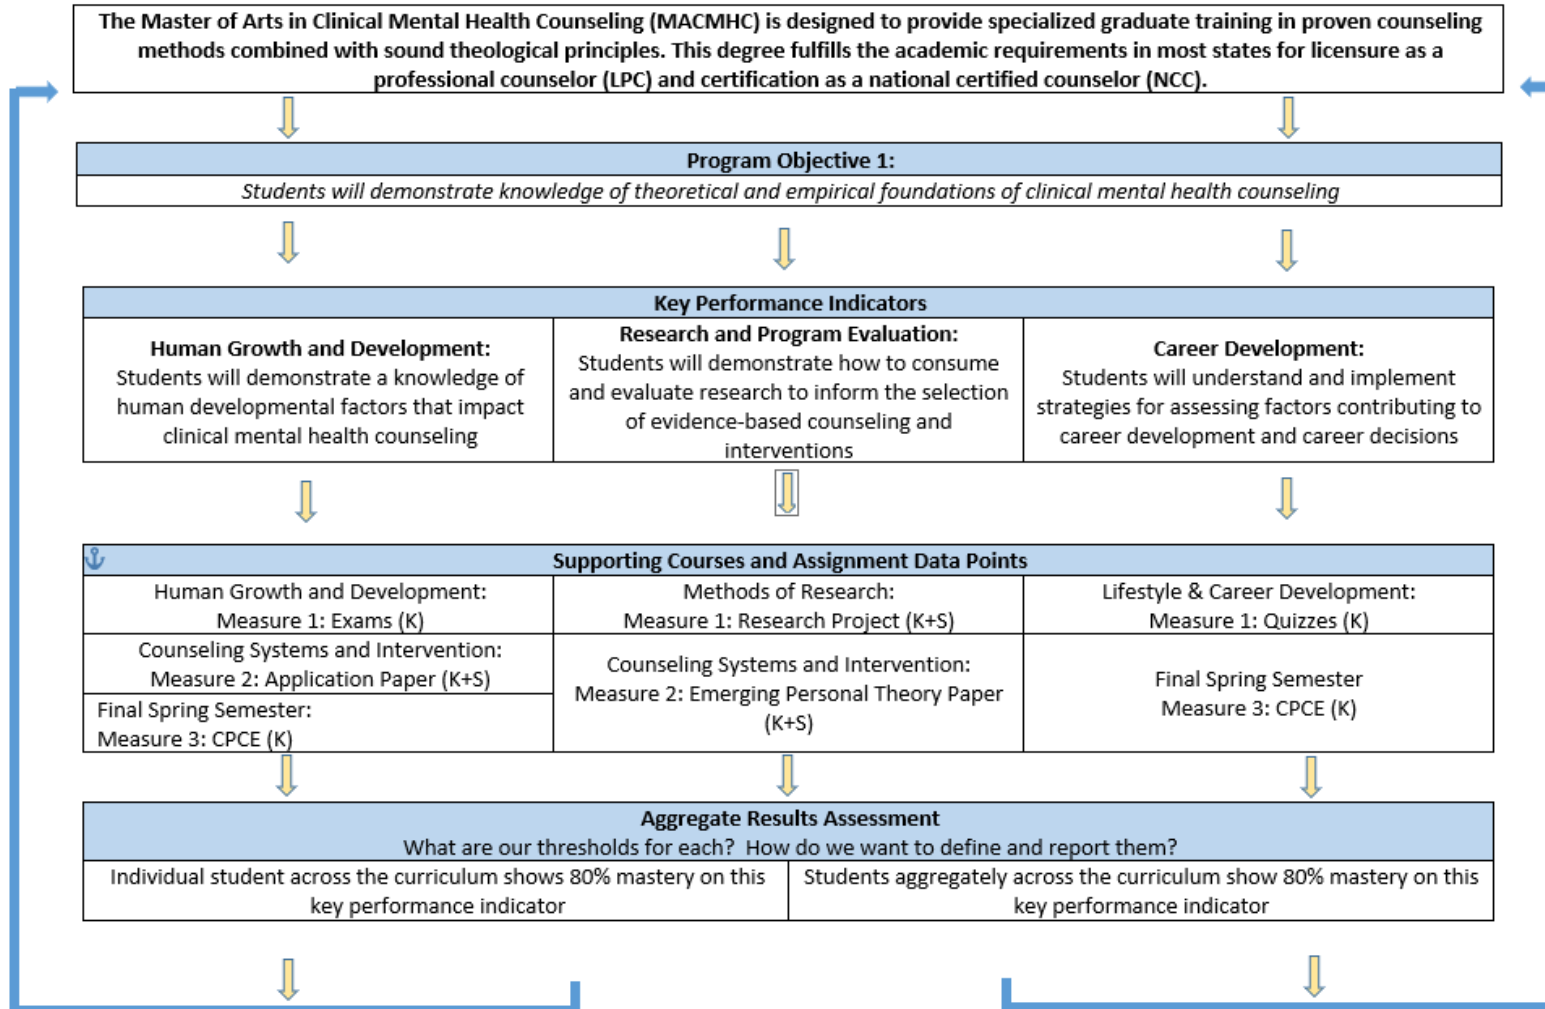 The Master of Arts in Clinical Mental Health Counseling (MACMHC) is designed to provide specialized graduate training in proven counseling
methods combined with sound theological principles. This degree fulfills the academic requirements in most states for licensure as a
professional counselor (LPC) and certification as a national certified counselor (NCC).
Program Objective 1:
Students will demonstrate knowledge of theoretical and empirical foundations of clinical mental health counseling
Key Performance Indicators
Human Growth and Development:
Students will demonstrate a knowledge of
human developmental factors that impact
clinical mental health counseling
Research and Program Evaluation:
Students will demonstrate how to consume
and evaluate research to inform the selection
of evidence-based counseling and
interventions
Career Development:
Students will understand and implement
strategies for assessing factors contributing to
career development and career decisions
Supporting Courses and Assignment Data Points
Human Growth and Development:
Measure 1: Exams (K)
Methods of Research:
Measure 1: Research Project (K+S)
Lifestyle & Career Development:
Measure 1: Quizzes (K)
Counseling Systems and Intervention:
Measure 2: Application Paper (K+S)
Final Spring Semester:
Measure 3: CPCE (K)
Counseling Systems and Intervention:
Measure 2: Emerging Personal Theory Paper
(K+S)
Final Spring Semester
Measure 3: CPCE (K)
Aggregate Results Assessment
What are our thresholds for each?  How do we want to define and report them?
Individual student across the curriculum shows 80% mastery on this
key performance indicator
Students aggregately across the curriculum show 80% mastery on this
key performance indicator